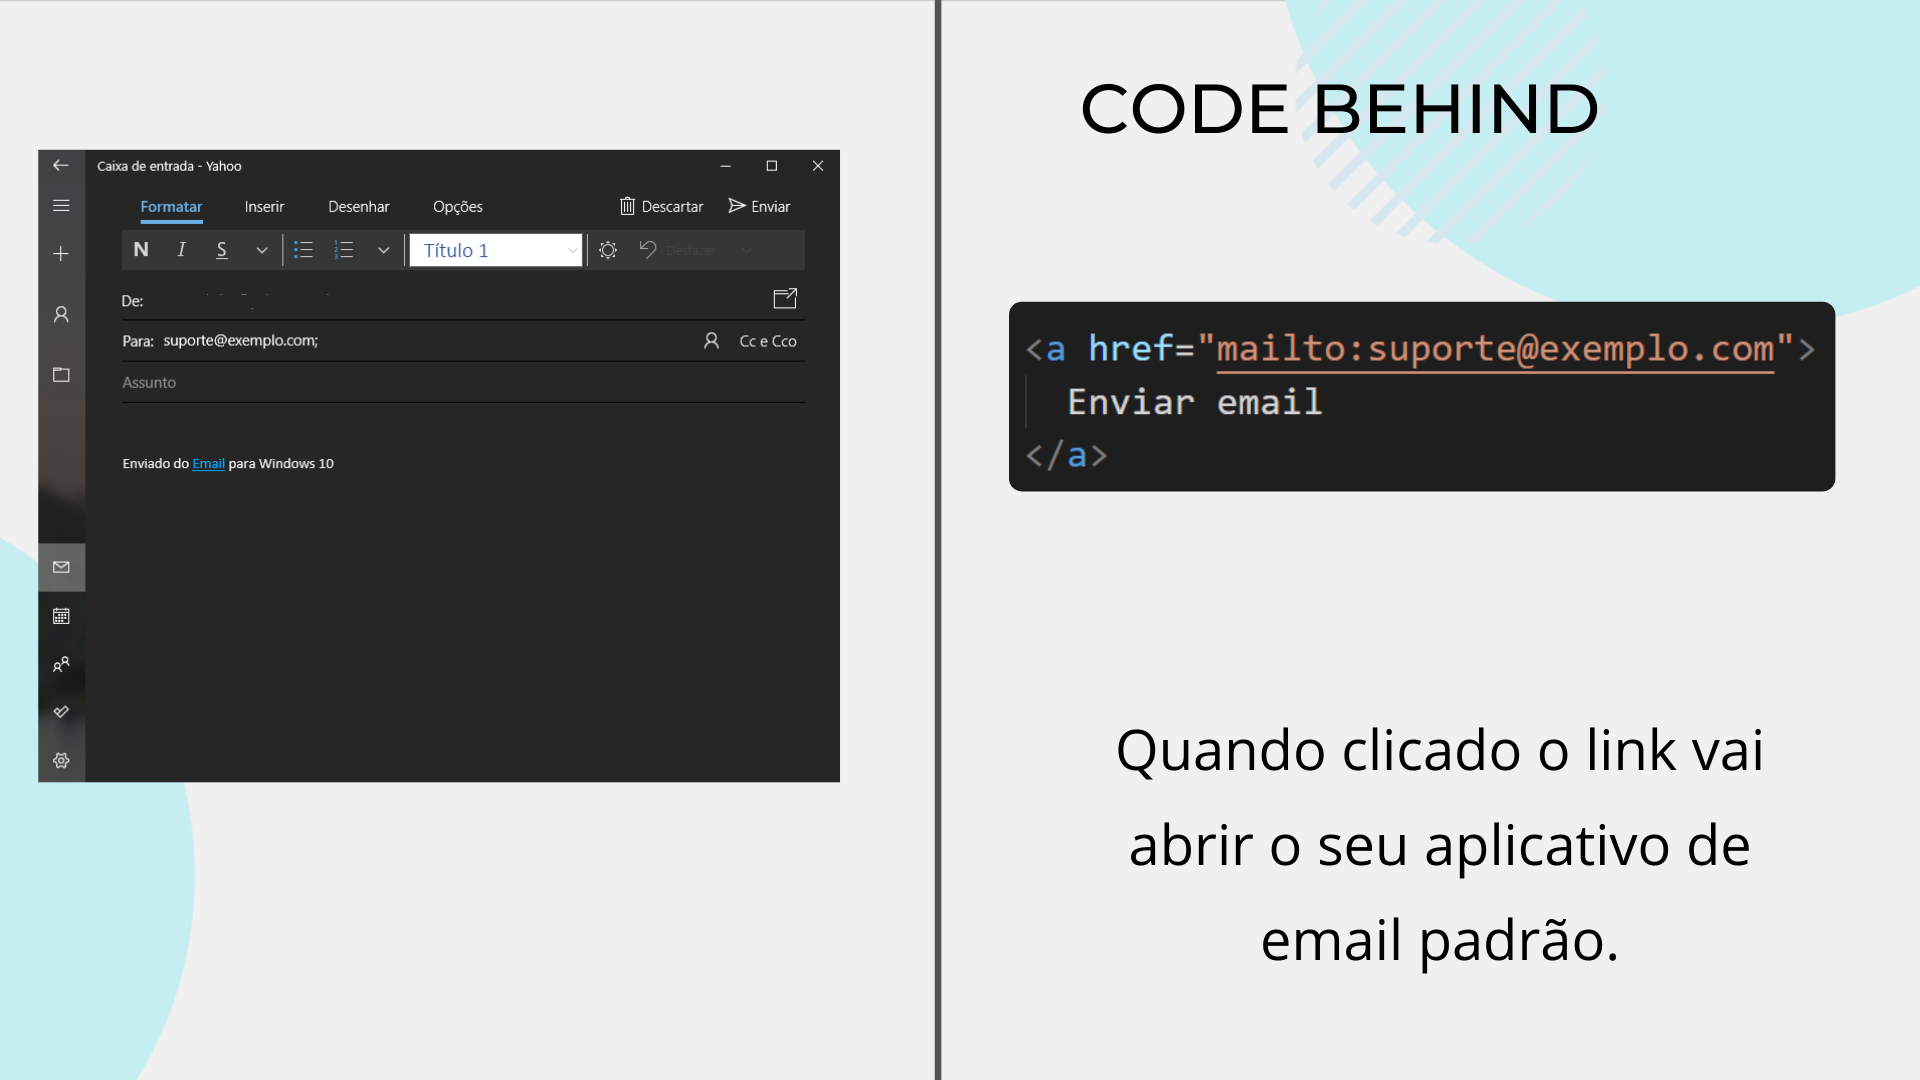 Caixa de entrada - Yahoo
Formatar Inserir Desenhar Opções Descartar Enviar
N I S Título 1 Desfazer
De:
Para: suporte@exemplo.com; Cc e Cco
Assunto
Enviado do Email para Windows 10
CODE BEHIND
<a href="mailto:suporte@exemplo.com">
Enviar email
</a>
Quando clicado o link vai
abrir o seu aplicativo de
email padrão.